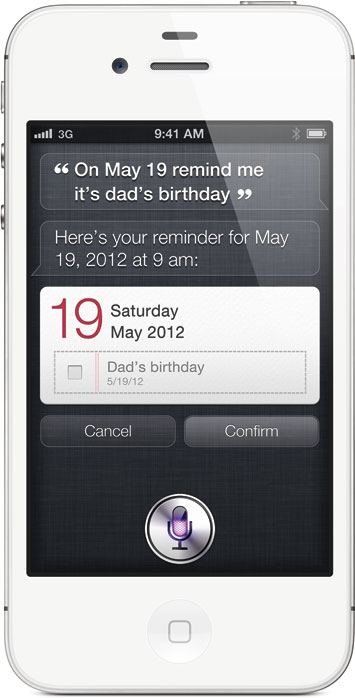 3G 9:41 AM
“ On May 19 remind me
it’s dad’s birthday ”
Here’s your reminder for May
19, 2012 at 9 am:
19 Saturday
May 2012
Dad’s birthday
5/19/12
Cancel Confirm